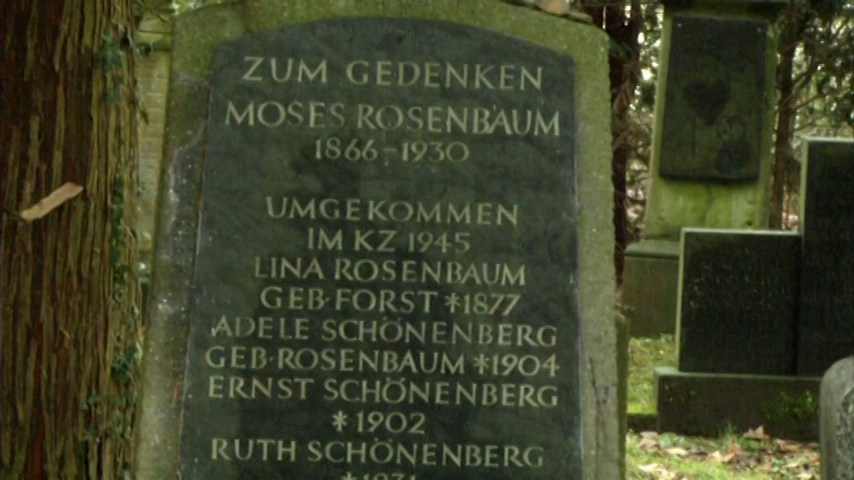 ZUM GEDENKEN
MOSES ROSENBAUM
1866-1930
UMGEKOMMEN
IM KZ 1945
LINA ROSENBAUM
GEB·FORST *1877
ADELE SCHÖNENBERG
GEB·ROSENBAUM *1904
ERNST SCHÖNENBERG
*1902
RUTH SCHÖNENBERG
*1931